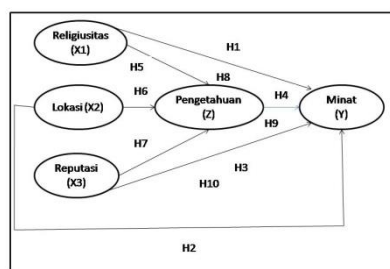 Religiusitas
(X1)
H1
H5
H8
Lokasi (X2)
H6
Pengetahuan
(Z)
H4
Minat
(Y)
H9
H7
Reputasi
(X3)
H3
H10
H2